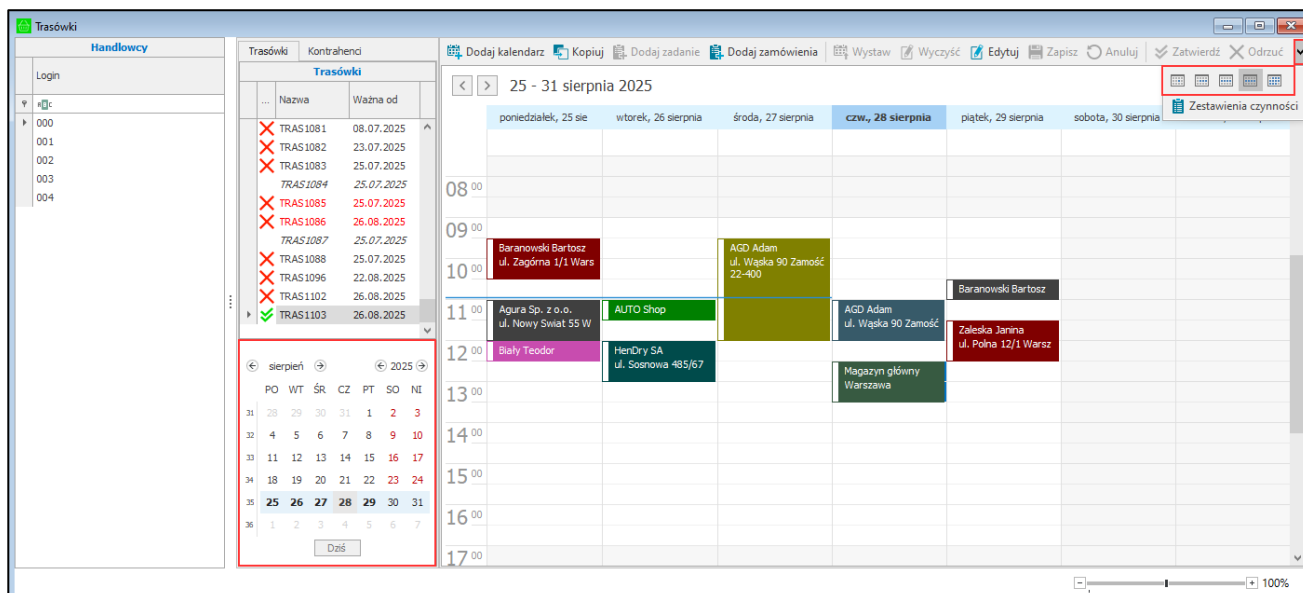 Trasówki
Handlowcy
Login
000
001
002
003
004
Trasówki Kontrahenci
Trasówki
... Nazwa Ważna od
TRAS1081 08.07.2025
TRAS1082 23.07.2025
TRAS1083 25.07.2025
TRAS1084 25.07.2025
TRAS1085 25.07.2025
TRAS1086 26.08.2025
TRAS1087 25.07.2025
TRAS1088 25.07.2025
TRAS1096 22.08.2025
TRAS1102 26.08.2025
TRAS1103 26.08.2025
sierpień 2025
PO WT ŚR CZ PT SO NI
31 28 29 30 31 1 2 3
32 4 5 6 7 8 9 10
33 11 12 13 14 15 16 17
34 18 19 20 21 22 23 24
35 25 26 27 28 29 30 31
36 1 2 3 4 5 6 7
Dziś
Dodaj kalendarz Kopiuj Dodaj zadanie Dodaj zamówienia Wystaw Wyczyść Edytuj Zapisz Anuluj Zatwierdź Odrzuć
Zestawienia czynności
25 - 31 sierpnia 2025
poniedziałek, 25 sie wtorek, 26 sierpnia środa, 27 sierpnia czw., 28 sierpnia piątek, 29 sierpnia sobota, 30 sierpnia
08 00
09 00
10 00
11 00
12 00
13 00
14 00
15 00
16 00
17 00
Baranowski Bartosz
ul. Zagórna 1/1 Wars
Agura Sp. z o.o.
ul. Nowy Swiat 55 W
Biały Teodor
AUTO Shop
HenDry SA
ul. Sosnowa 485/67
AGD Adam
ul. Wąska 90 Zamość
22-400
AGD Adam
ul. Wąska 90 Zamość
Magazyn główny
Warszawa
Baranowski Bartosz
Zaleska Janina
ul. Polna 12/1 Warsz
100%